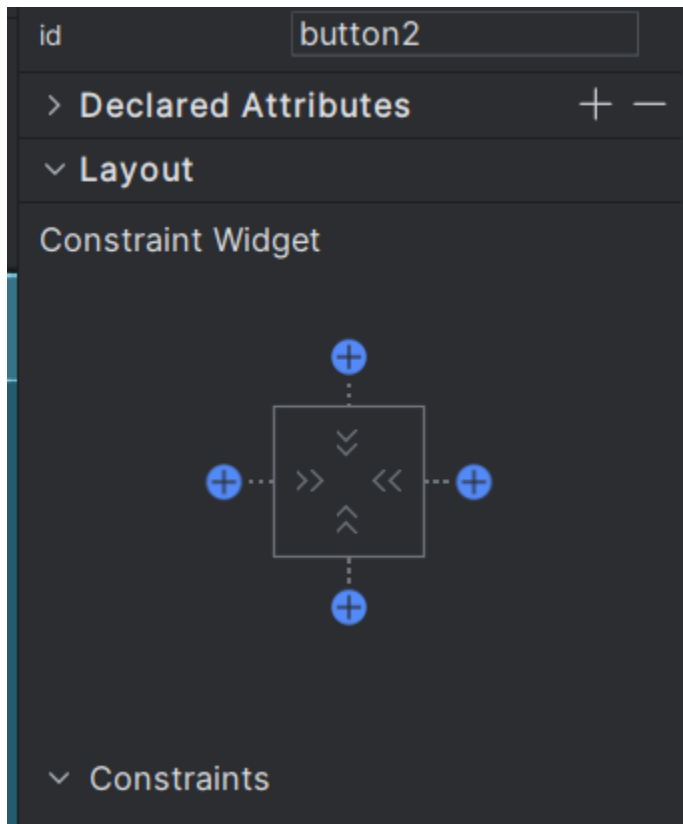 id button2
Declared Attributes
Layout
Constraint Widget
Constraints